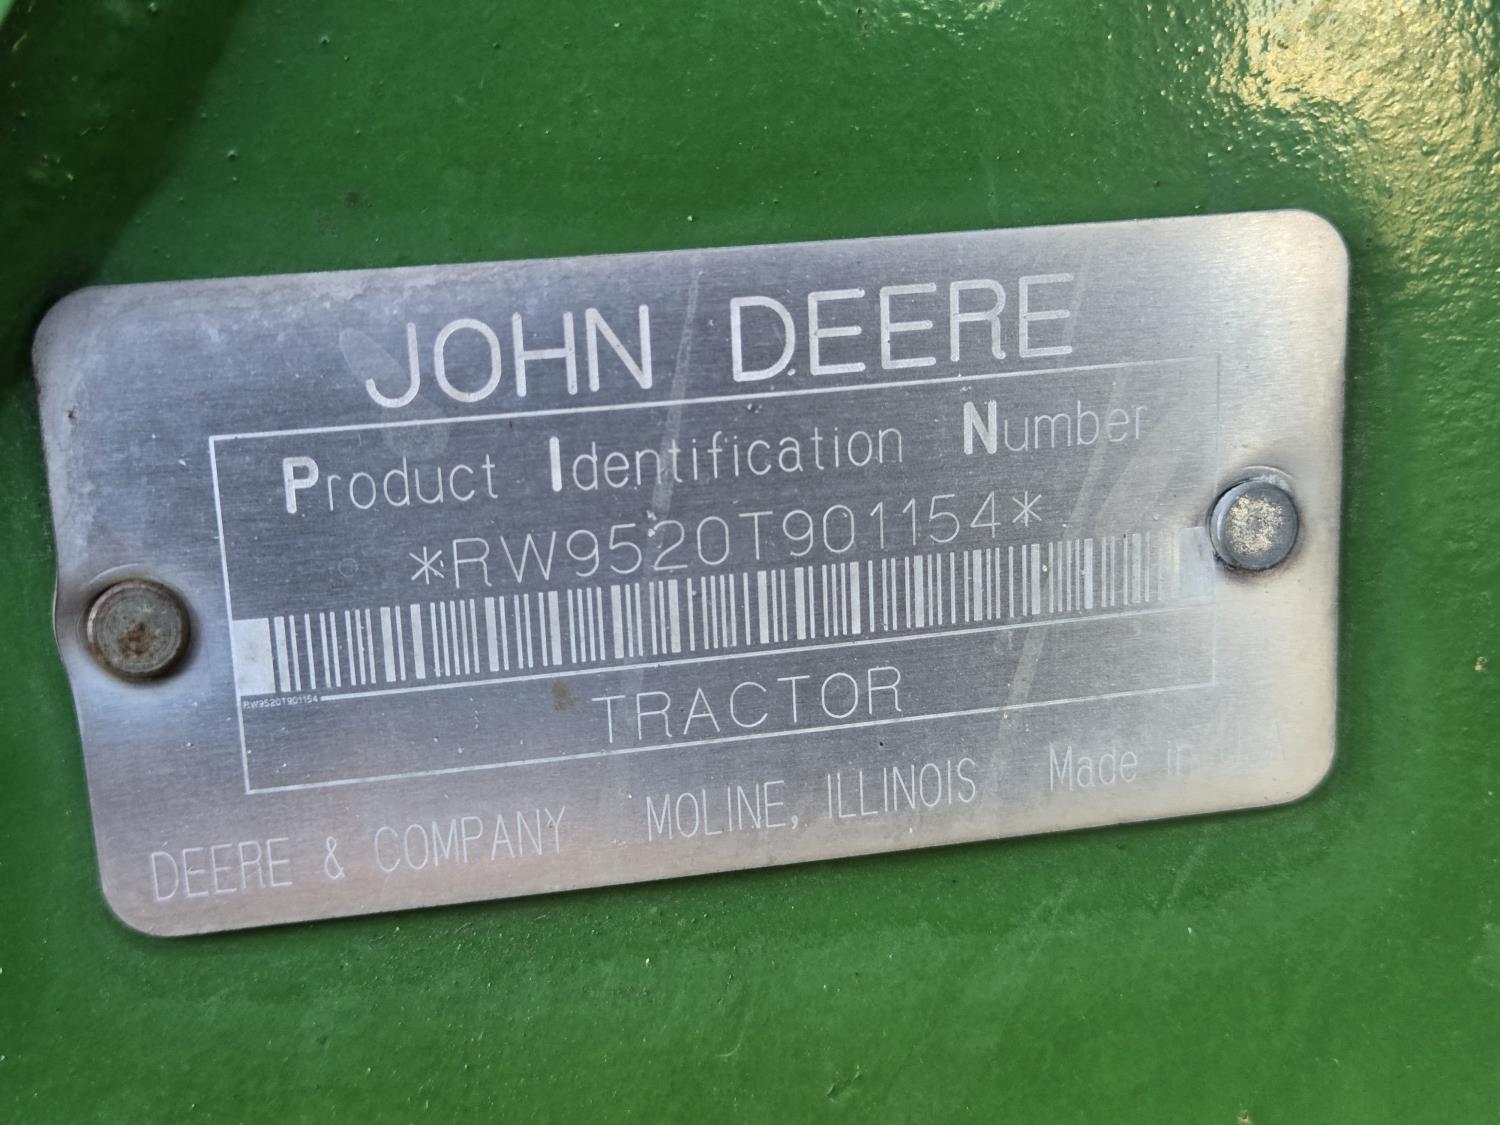 JOHN DEERE
Product Identification Number
*RW9520T901154*
RW9520T901154
TRACTOR
DEERE & COMPANY MOLINE, ILLINOIS Made in